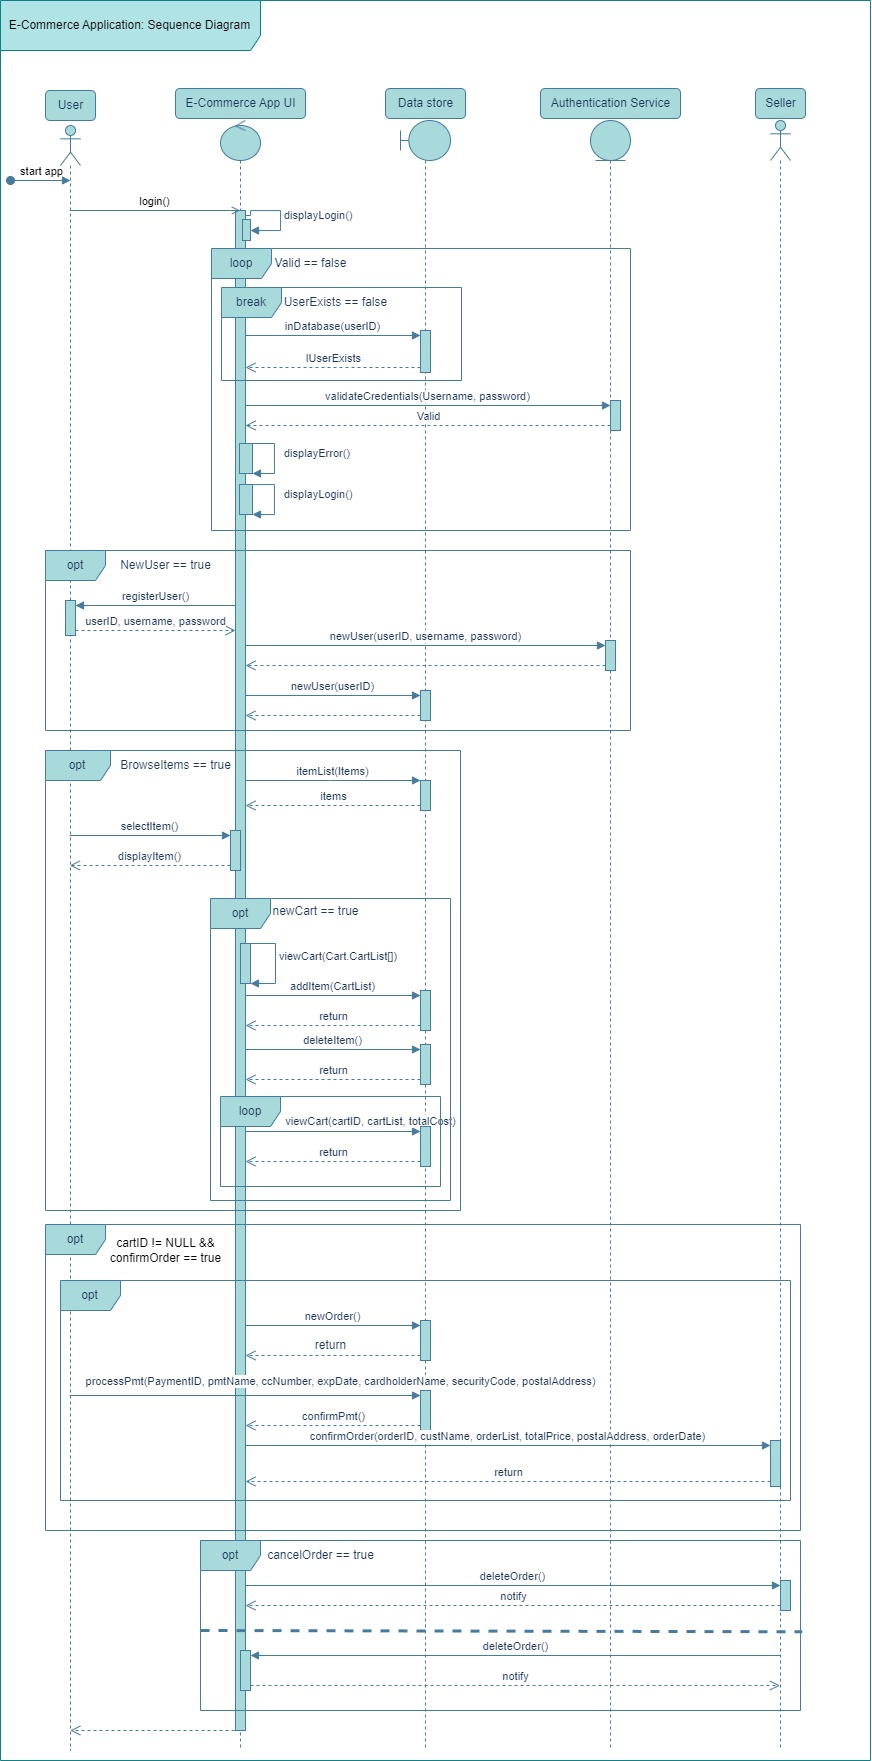 E-Commerce Application: Sequence Diagram
User
E-Commerce App UI
Data store
Authentication Service
Seller
start app
login()
displayLogin()
loop
Valid == false
break
UserExists == false
inDatabase(userID)
IUserExists
validateCredentials(Username, password)
Valid
displayError()
displayLogin()
opt
NewUser == true
registerUser()
userID, username, password
newUser(userID, username, password)
newUser(userID)
opt
BrowseItems == true
itemList(Items)
items
selectItem()
displayItem()
opt
newCart == true
viewCart(Cart.CartList[])
addItem(CartList)
return
deleteItem()
return
loop
viewCart(cartID, cartList, totalCost)
return
opt
cartID != NULL &&
confirmOrder == true
opt
newOrder()
return
processPmt(PaymentID, pmtName, ccNumber, expDate, cardholderName, securityCode, postalAddress)
confirmPmt()
confirmOrder(orderID, custName, orderList, totalPrice, postalAddress, orderDate)
return
opt
cancelOrder == true
deleteOrder()
notify
deleteOrder()
notify